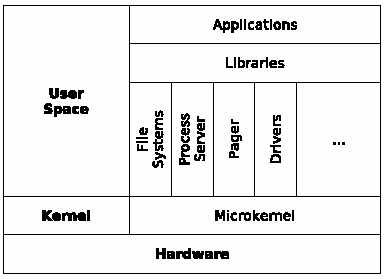 Applications
Libraries
User
Space
File
Systems
Process
Server
Pager
Drivers
...
Kernel
Microkernel
Hardware